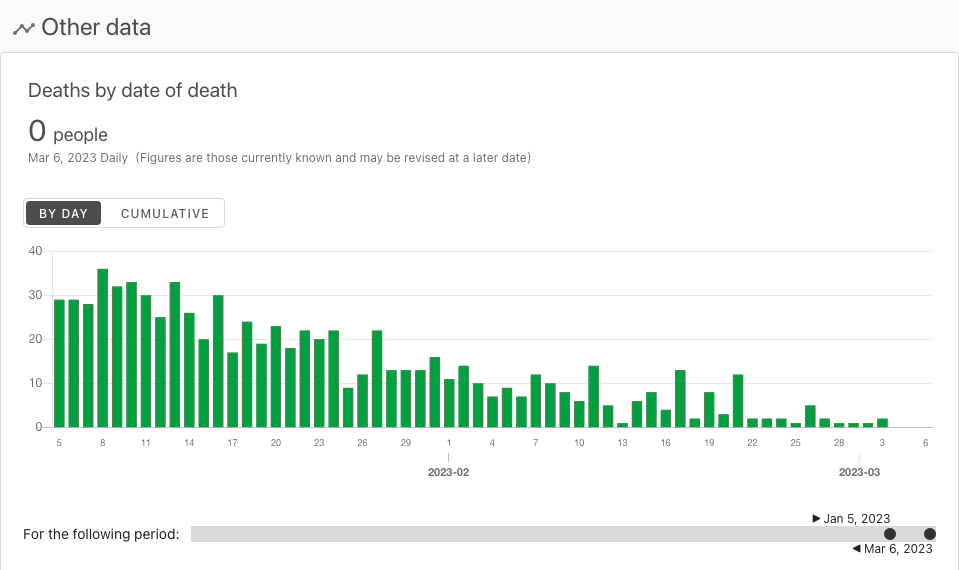 Other data
Deaths by date of death
0 people
Mar 6, 2023 Daily (Figures are those currently known and may be revised at a later date)
BY DAY CUMULATIVE
40
30
20
10
0
5 8 11 14 17 20 23 26 29 1 4 7 10 13 16 19 22 25 28 3 6
2023-02 2023-03
▶ Jan 5, 2023
For the following period:
◀ Mar 6, 2023